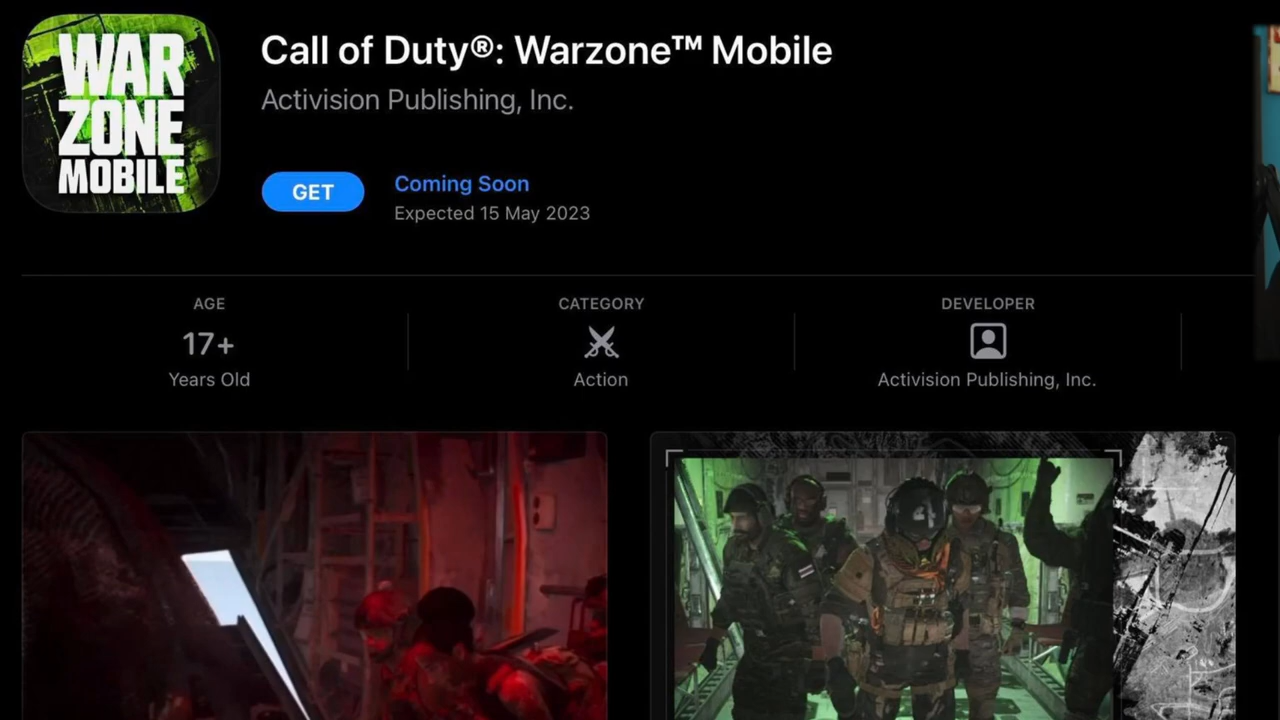 WAR
ZONE
MOBILE
Call of Duty®: Warzone™ Mobile
Activision Publishing, Inc.
GET
Coming Soon
Expected 15 May 2023
AGE
17+
Years Old
CATEGORY
Action
DEVELOPER
Activision Publishing, Inc.